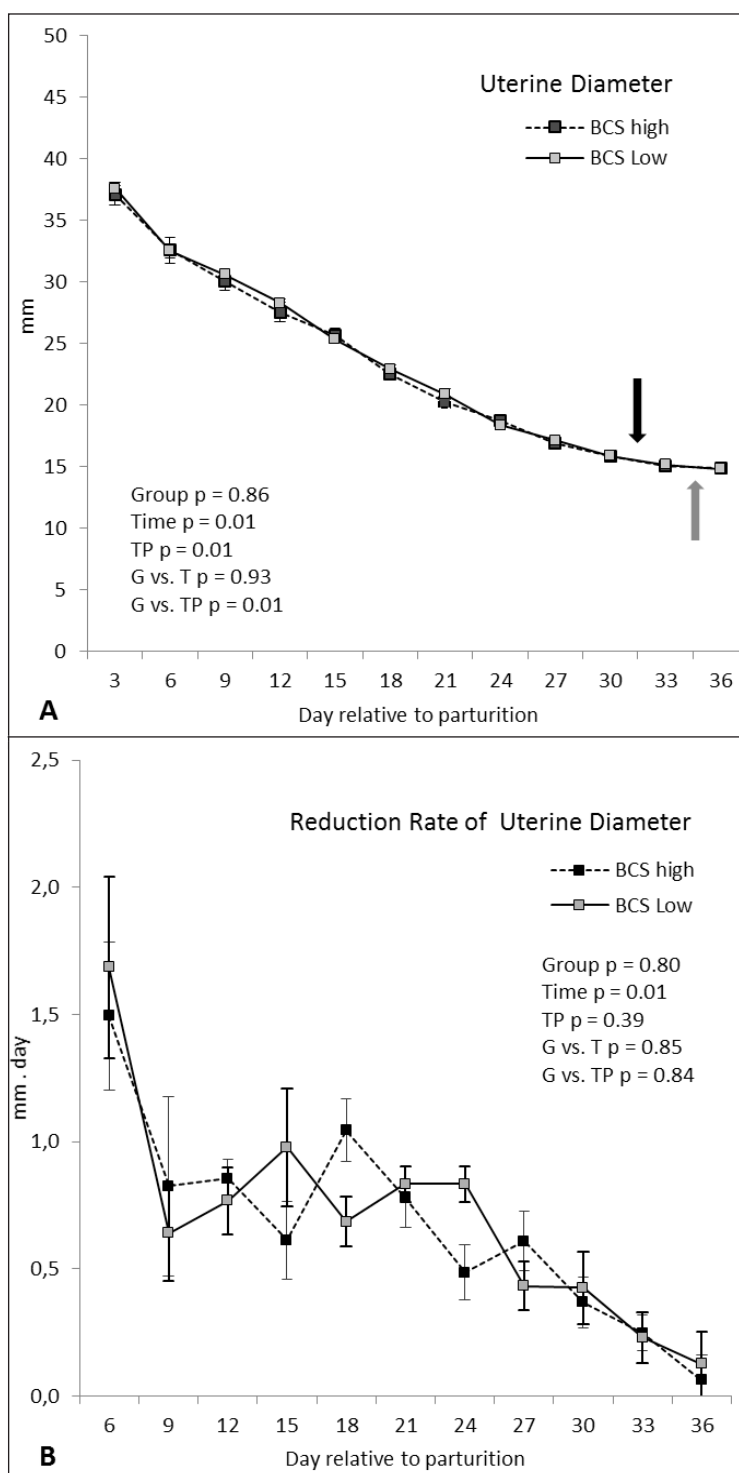 Uterine Diameter
BCS high
BCS Low
50
45
40
35
30
25
20
15
10
5
0
mm
Group p = 0.86
Time p = 0.01
TP p = 0.01
G vs. T p = 0.93
G vs. TP p = 0.01
3 6 9 12 15 18 21 24 27 30 33 36
Day relative to parturition
A
Reduction Rate of Uterine Diameter
BCS high
BCS Low
Group p = 0.80
Time p = 0.01
TP p = 0.39
G vs. T p = 0.85
G vs. TP p = 0.84
2,5
2,0
1,5
1,0
0,5
0,0
mm . day
6 9 12 15 18 21 24 27 30 33 36
Day relative to parturition
B